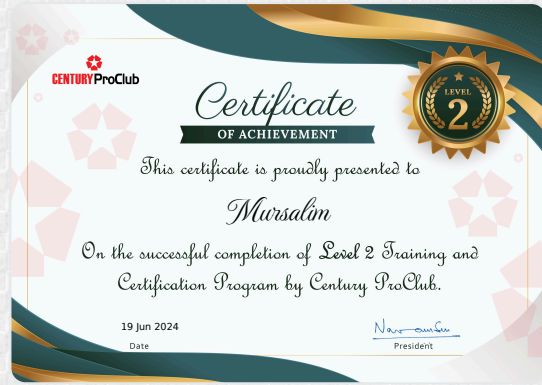 CENTURY ProClub
Certificate
OF ACHIEVEMENT
LEVEL
2
This certificate is proudly presented to
Mursalim
On the successful completion of Level 2 Training and
Certification Program by Century ProClub.
19 Jun 2024
Date
President